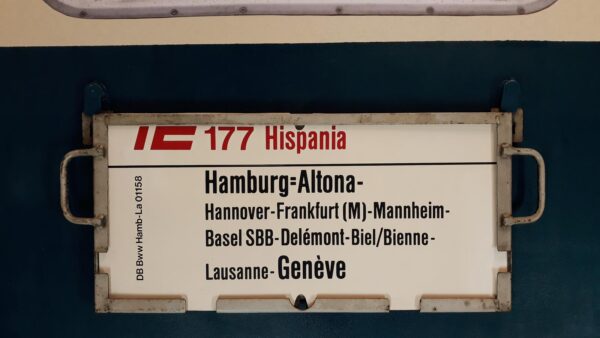 IC 177 Hispania
Hamburg=Altona-
Hannover-Frankfurt (M)-Mannheim-
Basel SBB-Delémont-Biel/Bienne-
Lausanne-Genève
DB Bww Hamb-La 01158